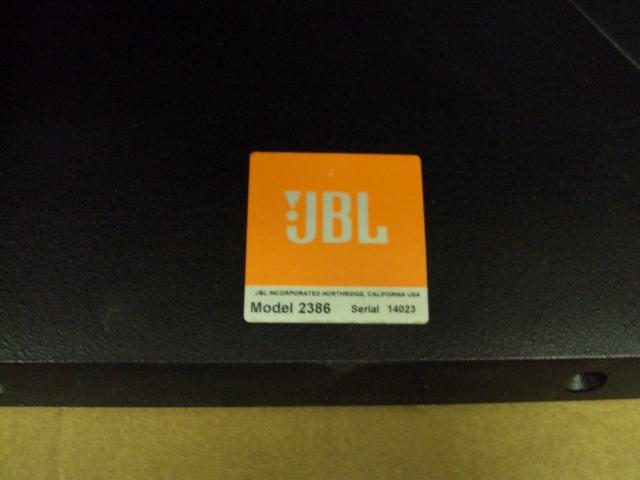 JBL
JBL INCORPORATED NORTHRIDGE, CALIFORNIA USA
Model 2386 Serial 14023